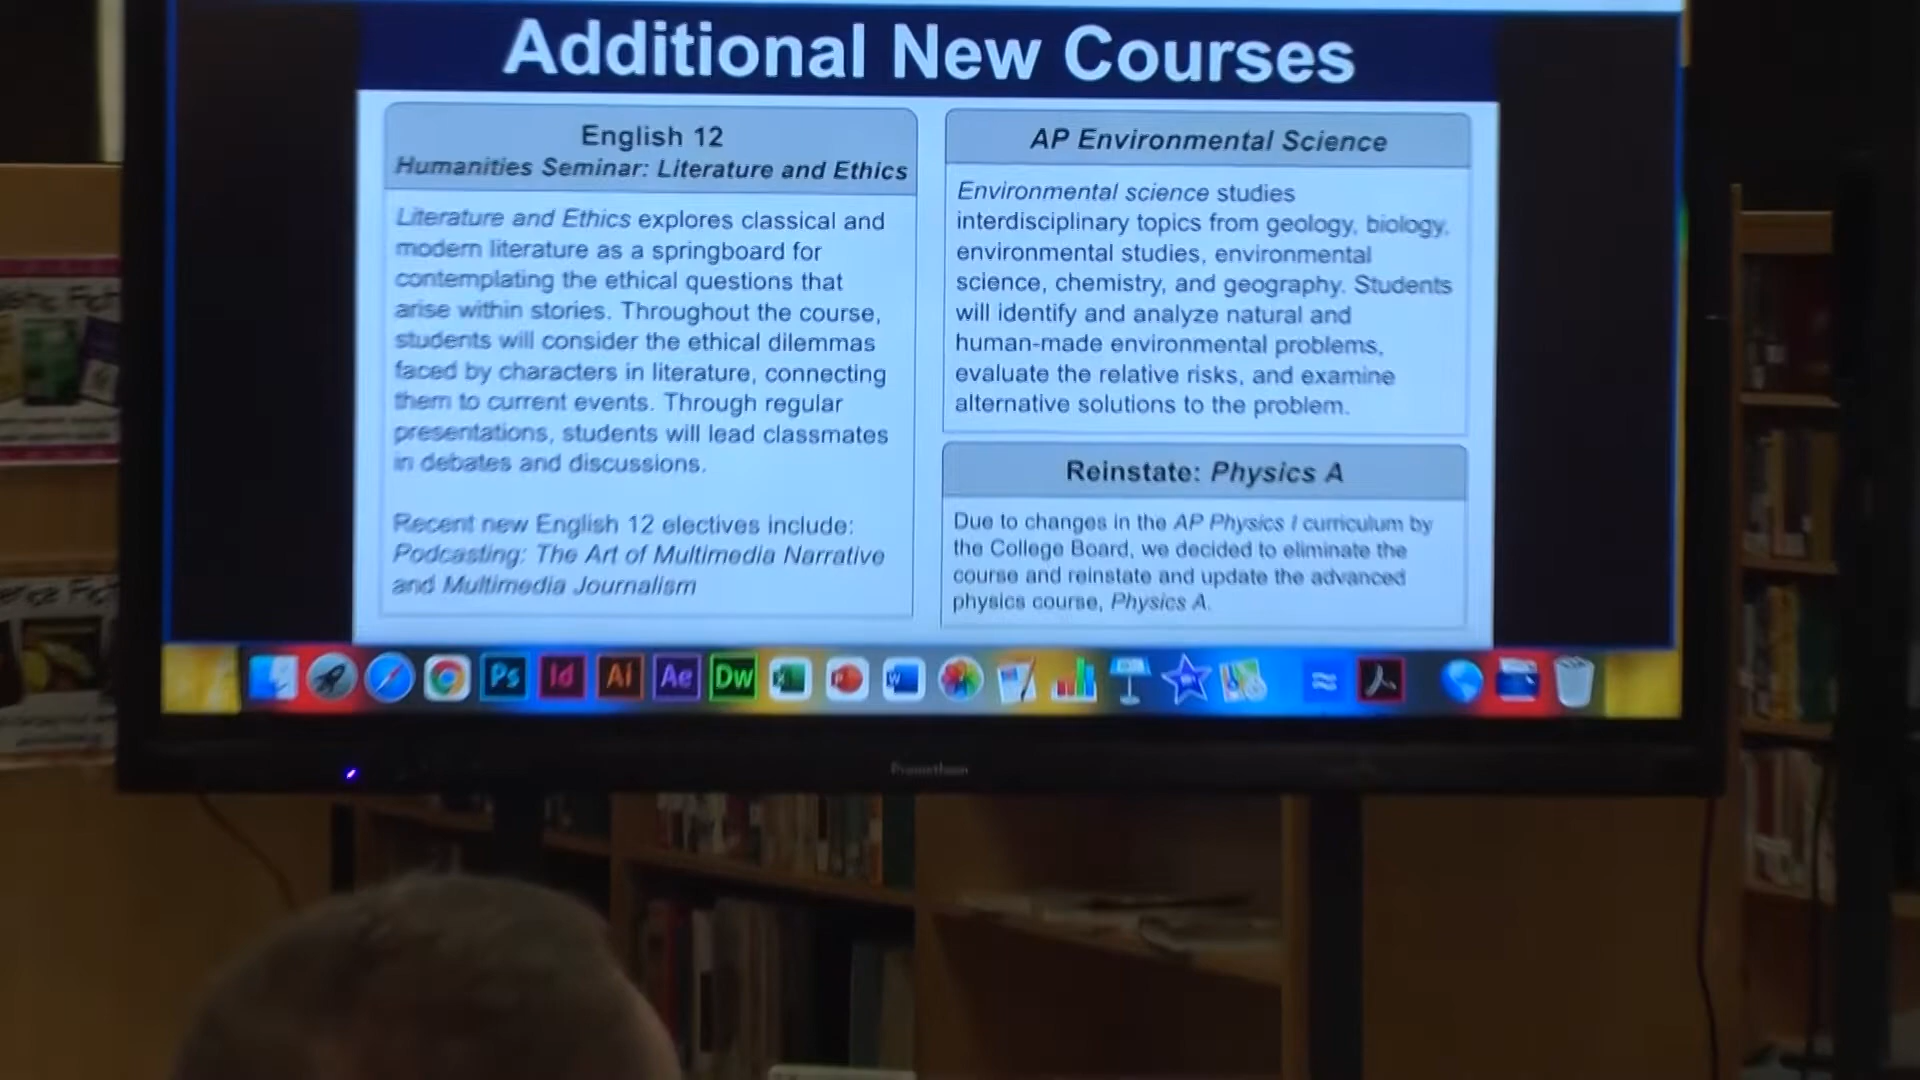 Additional New Courses
English 12
Humanities Seminar: Literature and Ethics
Literature and Ethics explores classical and
modern literature as a springboard for
contemplating the ethical questions that
arise within stories. Throughout the course,
students will consider the ethical dilemmas
faced by characters in literature, connecting
them to current events. Through regular
presentations, students will lead classmates
in debates and discussions.
Recent new English 12 electives include:
Podcasting: The Art of Multimedia Narrative
and Multimedia Journalism
AP Environmental Science
Environmental science studies
interdisciplinary topics from geology, biology,
environmental studies, environmental
science, chemistry, and geography. Students
will identify and analyze natural and
human-made environmental problems,
evaluate the relative risks, and examine
alternative solutions to the problem.
Reinstate: Physics A
Due to changes in the AP Physics I curriculum by
the College Board, we decided to eliminate the
course and reinstate and update the advanced
physics course, Physics A.
Ps
Id
Ai
Ae
Dw
W
Promethean